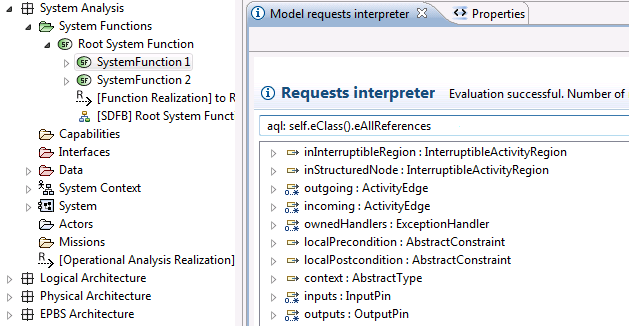 System Analysis
System Functions
Root System Function
SystemFunction 1
SystemFunction 2
[Function Realization] to R
[SDFB] Root System Funct
Capabilities
Interfaces
Data
System Context
System
Actors
Missions
[Operational Analysis Realization]
Logical Architecture
Physical Architecture
EPBS Architecture
Model requests interpreter
Properties
Requests interpreter Evaluation successful. Number of
aql: self.eClass().eAllReferences
inInterruptibleRegion : InterruptibleActivityRegion
inStructuredNode : InterruptibleActivityRegion
outgoing : ActivityEdge
incoming : ActivityEdge
ownedHandlers : ExceptionHandler
localPrecondition : AbstractConstraint
localPostcondition : AbstractConstraint
context : AbstractType
inputs : InputPin
outputs : OutputPin